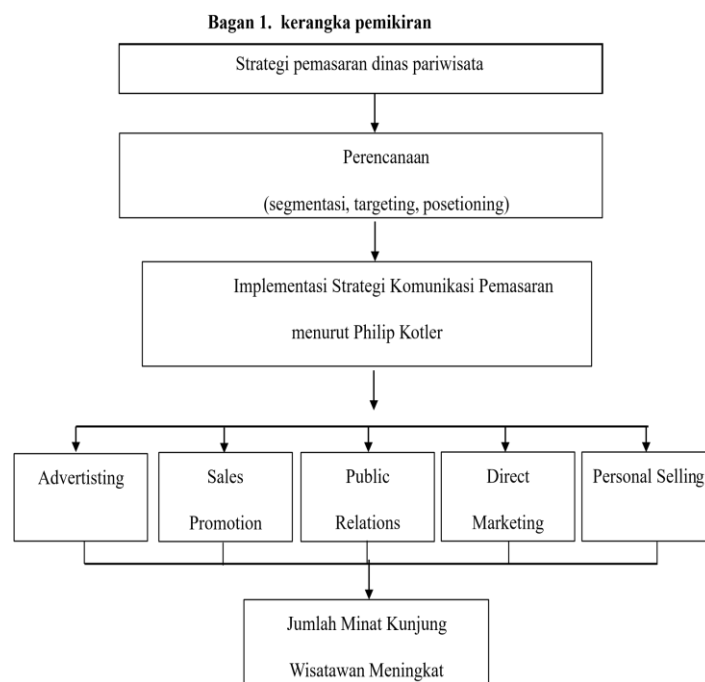 Bagan 1. kerangka pemikiran
Strategi pemasaran dinas pariwisata
Perencanaan
(segmentasi, targeting, posetioning)
Implementasi Strategi Komunikasi Pemasaran
menurut Philip Kotler
Advertisting
Sales
Promotion
Public
Relations
Direct
Marketing
Personal Selling
Jumlah Minat Kunjung
Wisatawan Meningkat